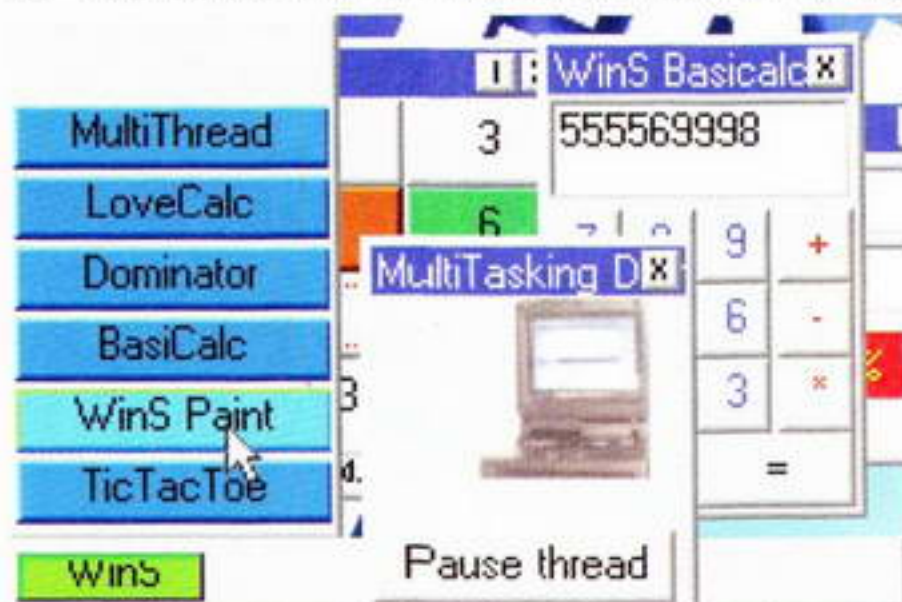 WinS Basicalc X
555569998
MultiThread
3
LoveCalc
6
9 +
Dominator
MultiTasking D X
6 -
BasiCalc
%
3 *
WinS Paint
TicTacToe
=
WinS
Pause thread